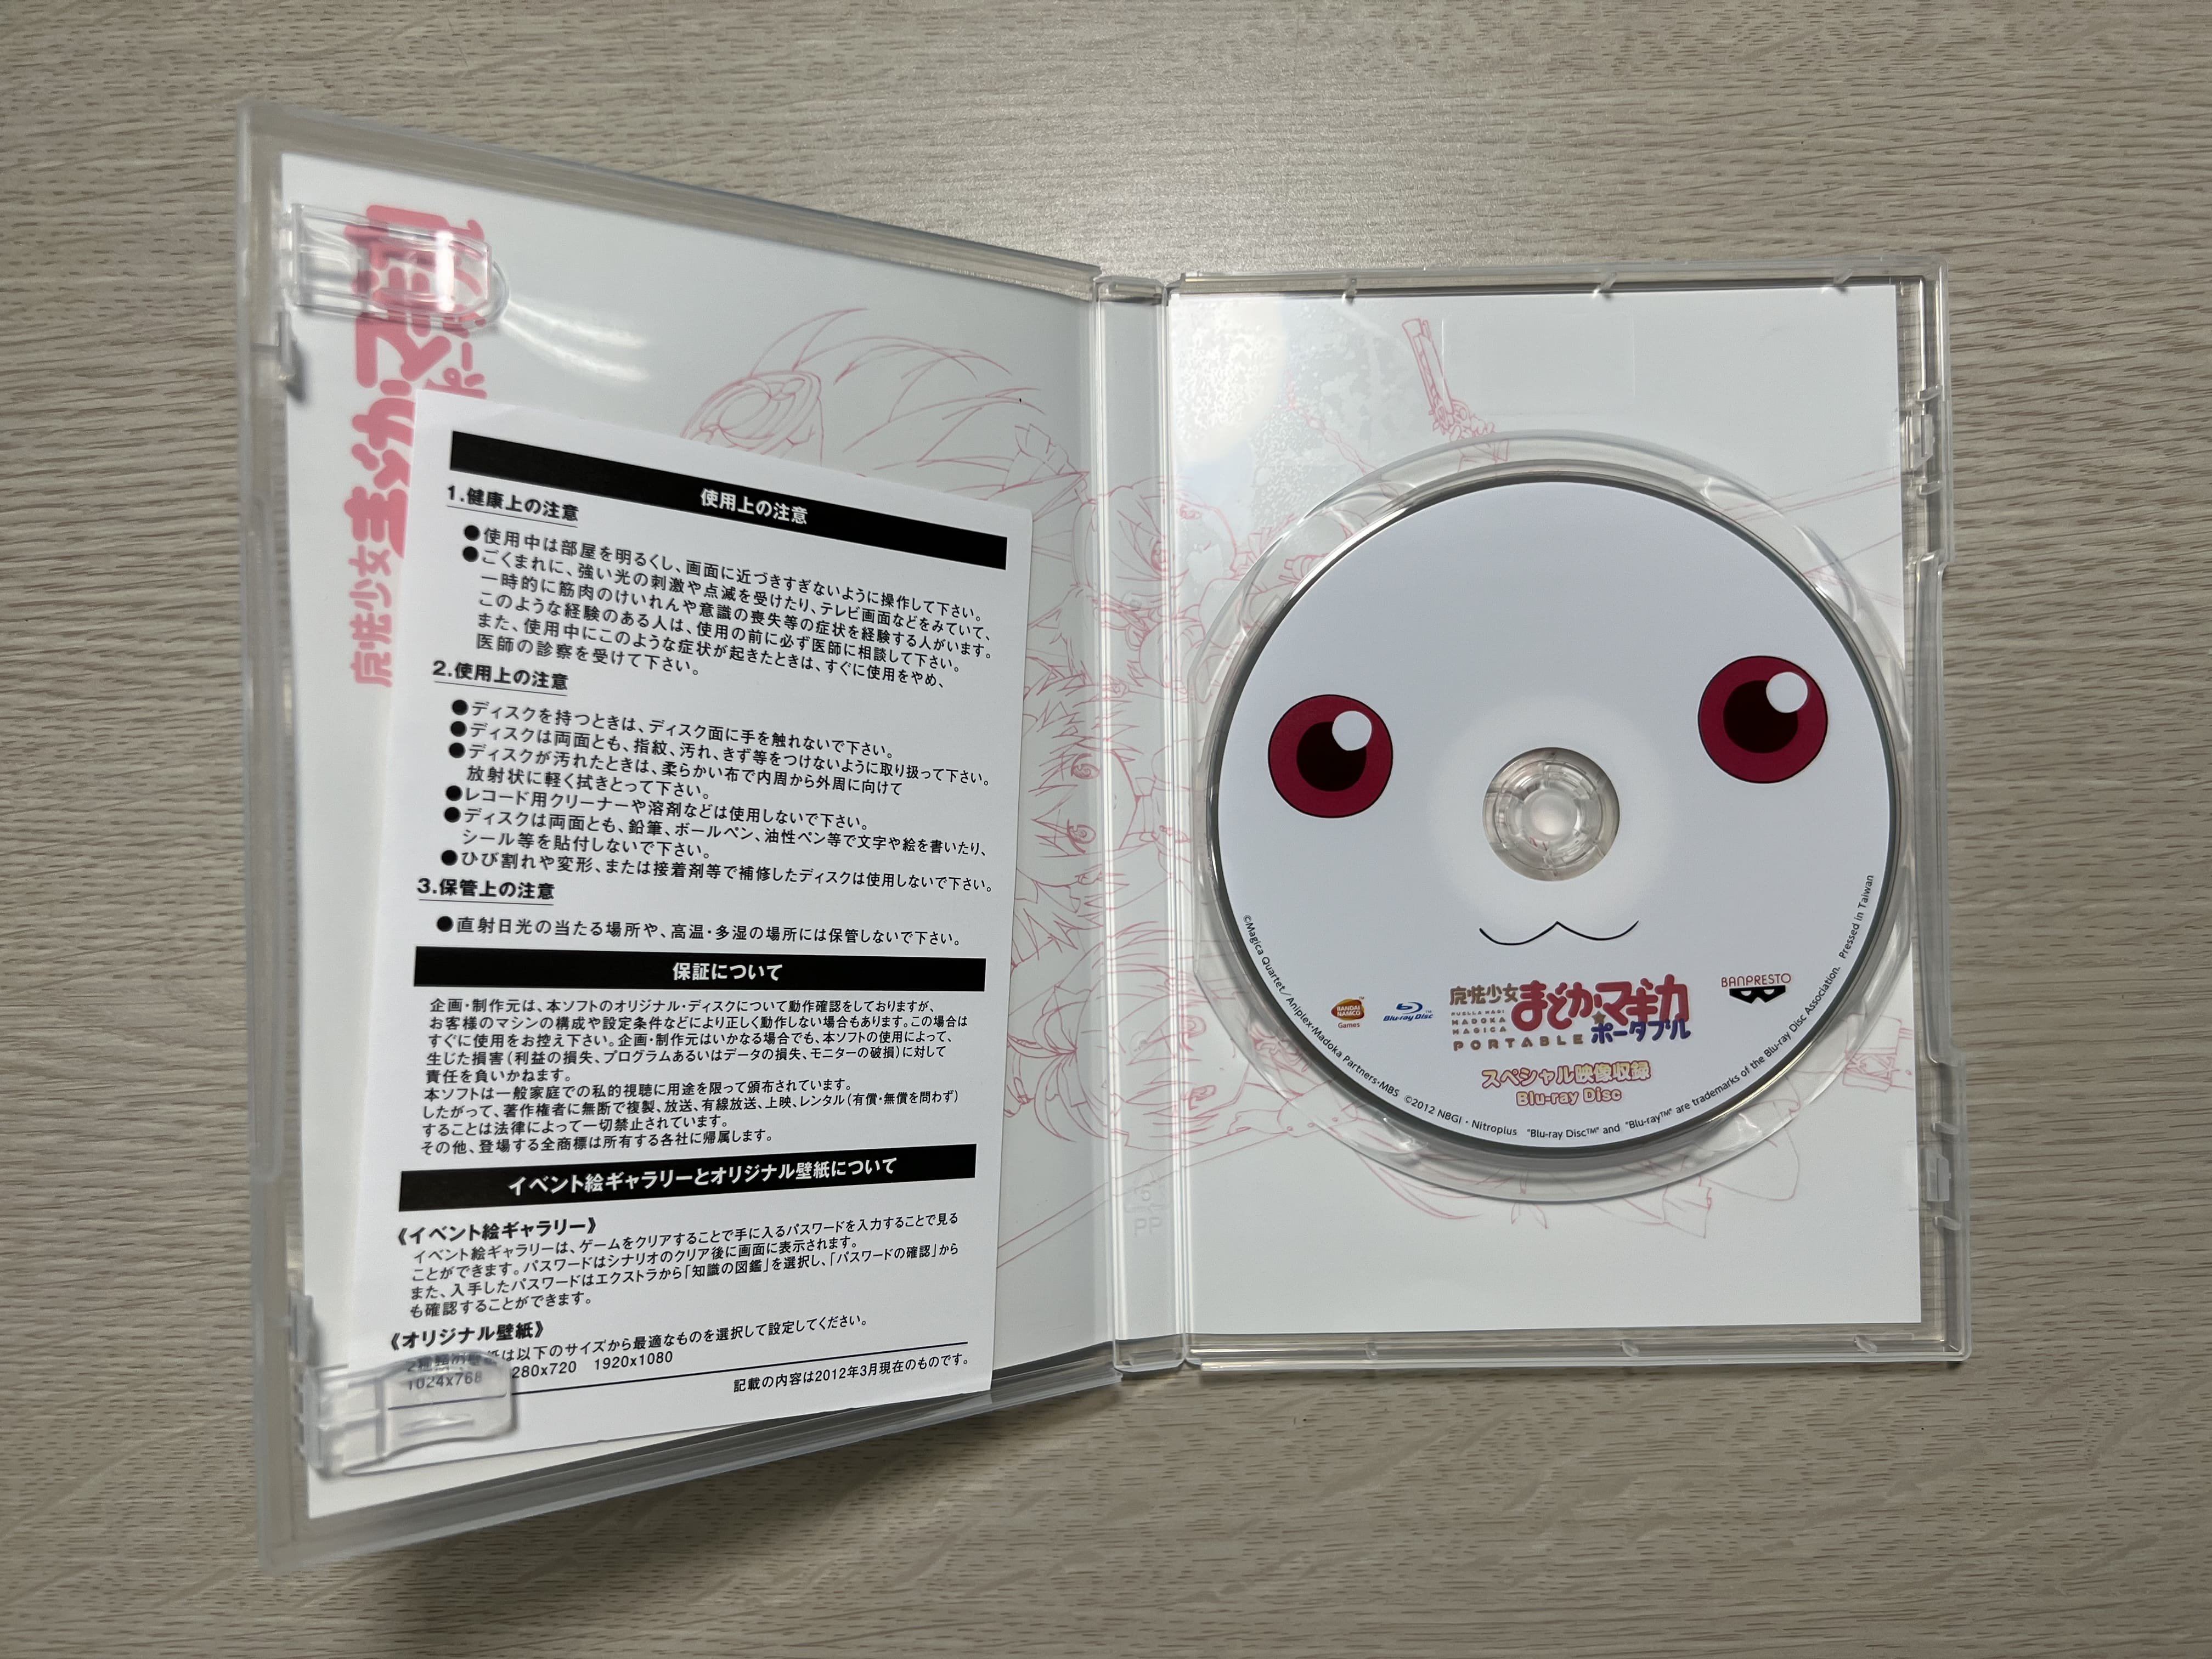 魔法少女
まどか
マギカ
ポー
使用上の注意
1.健康上の注意
●使用中は部屋を明るくし、画面に近づきすぎないように操作して下さい。
●ごくまれに、強い光の刺激や点滅を受けたり、テレビ画面などをみていて、
一時的に筋肉のけいれんや意識の喪失等の症状を経験する人がいます。
このような経験のある人は、使用の前に必ず医師に相談して下さい。
また、使用中にこのような症状が起きたときは、すぐに使用をやめ、
医師の診察を受けて下さい。
2.使用上の注意
●ディスクを持つときは、ディスク面に手を触れないで下さい。
●ディスクは両面とも、指紋、汚れ、きず等をつけないように取り扱って下さい。
●ディスクが汚れたときは、柔らかい布で内周から外周に向けて
放射状に軽く拭きとって下さい。
●レコード用クリーナーや溶剤などは使用しないで下さい。
●ディスクは両面とも、鉛筆、ボールペン、油性ペン等で文字や絵を書いたり、
シール等を貼付しないで下さい。
●ひび割れや変形、または接着剤等で補修したディスクは使用しないで下さい。
3.保管上の注意
●直射日光の当たる場所や、高温・多湿の場所には保管しないで下さい。
保証について
企画・制作元は、本ソフトのオリジナル・ディスクについて動作確認をしておりますが、
お客様のマシンの構成や設定条件などにより正しく動作しない場合もあります。この場合は
すぐに使用をお控え下さい。企画・制作元はいかなる場合でも、本ソフトの使用によって、
生じた損害(利益の損失、プログラムあるいはデータの損失、モニターの破損)に対して
責任を負いかねます。
本ソフトは一般家庭での私的視聴に用途を限って頒布されています。
したがって、著作権者に無断で複製、放送、有線放送、上映、レンタル(有償・無償を問わず)
することは法律によって一切禁止されています。
その他、登場する全商標は所有する各社に帰属します。
イベント絵ギャラリーとオリジナル壁紙について
《イベント絵ギャラリー》
イベント絵ギャラリーは、ゲームをクリアすることで手に入るパスワードを入力することで見る
ことができます。パスワードはシナリオのクリア後に画面に表示されます。
また、入手したパスワードはエクストラから「知識の図鑑」を選択し、「パスワードの確認」から
も確認することができます。
《オリジナル壁紙》
2種類の壁紙は以下のサイズから最適なものを選択して設定してください。
1024x768 1280x720 1920x1080
記載の内容は2012年3月現在のものです。
BANDAI NAMCO Games
Blu-ray Disc™
魔法少女まどか☆マギカ
PUELLA MAGI MADOKA MAGICA
PORTABLE ポータブル
BANPRESTO
スペシャル映像収録
Blu-ray Disc
©Magica Quartet/Aniplex・Madoka Partners・MBS ©2012 NBGI・Nitroplus "Blu-ray Disc™" and "Blu-ray™" are trademarks of the Blu-ray Disc Association. Pressed in Taiwan